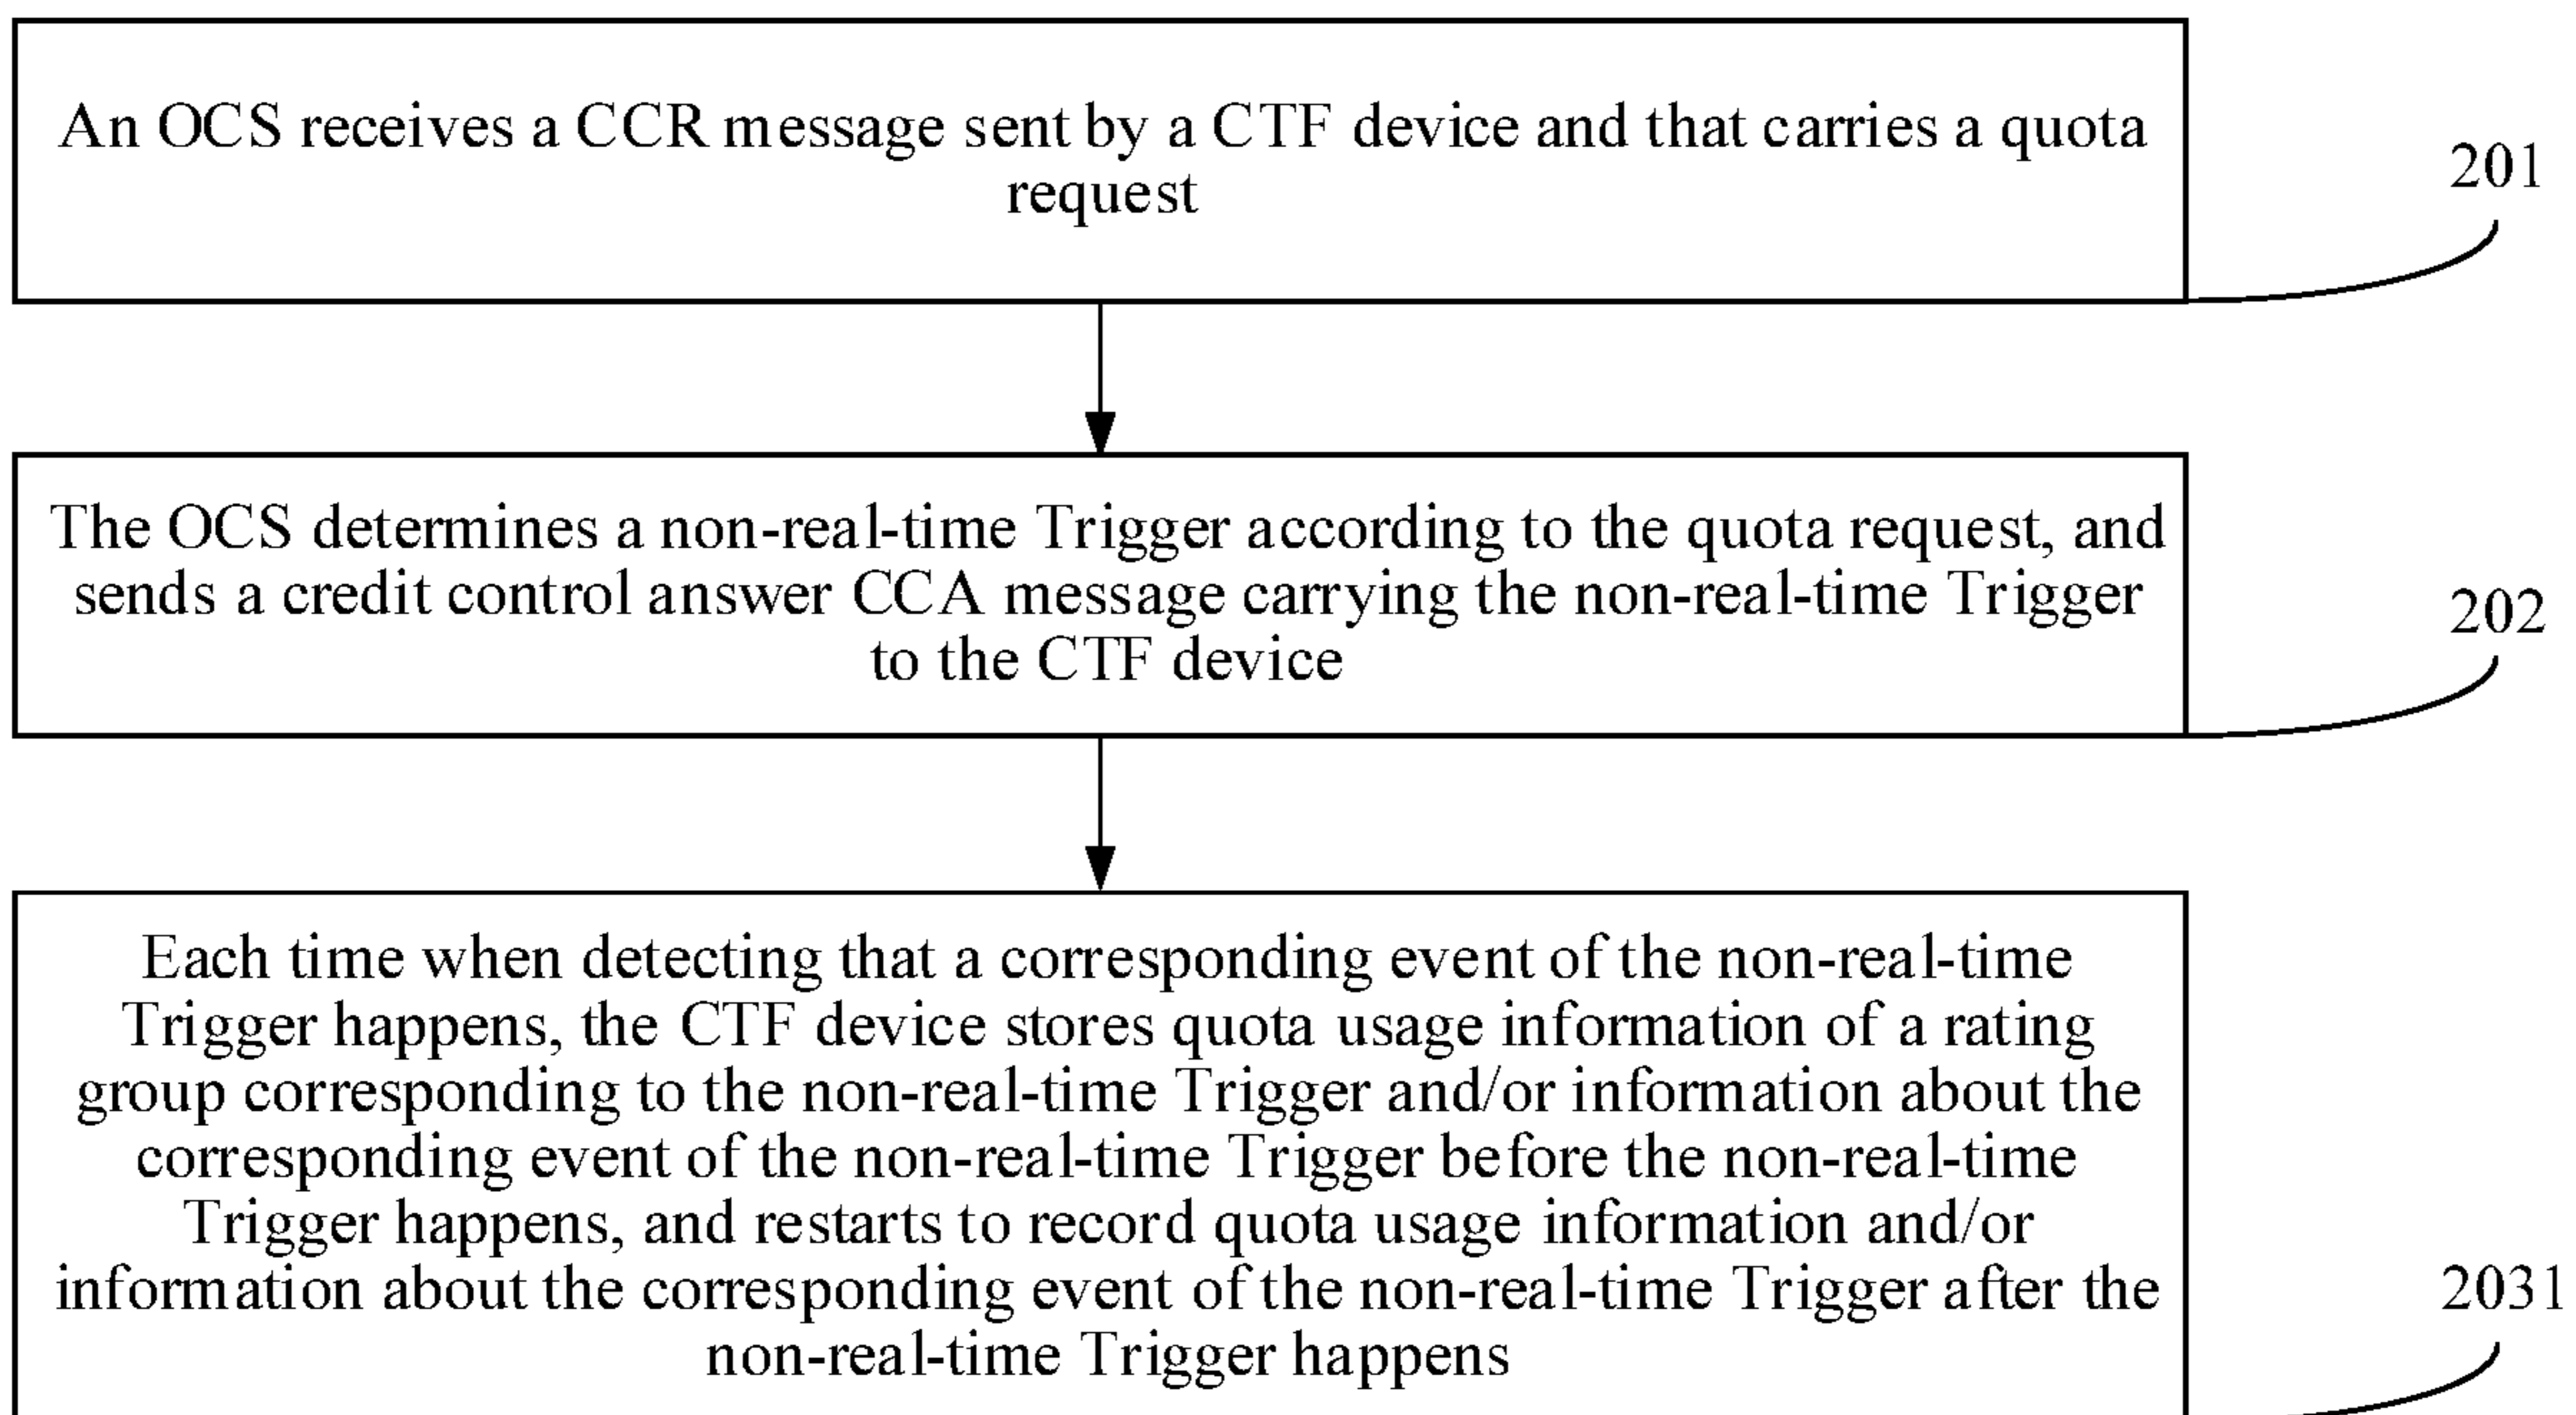 An OCS receives a CCR message sent by a CTF device and that carries a quota
request
201
The OCS determines a non-real-time Trigger according to the quota request, and
sends a credit control answer CCA message carrying the non-real-time Trigger
to the CTF device
202
Each time when detecting that a corresponding event of the non-real-time
Trigger happens, the CTF device stores quota usage information of a rating
group corresponding to the non-real-time Trigger and/or information about the
corresponding event of the non-real-time Trigger before the non-real-time
Trigger happens, and restarts to record quota usage information and/or
information about the corresponding event of the non-real-time Trigger after the
non-real-time Trigger happens
2031